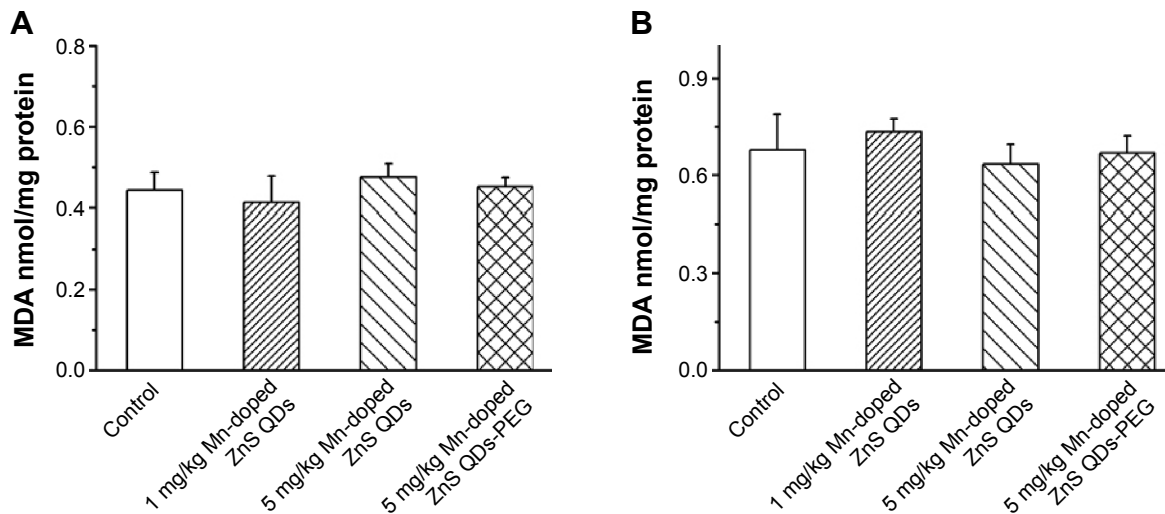 A
MDA nmol/mg protein
0.8
0.6
0.4
0.2
0.0
Control
1 mg/kg Mn-doped
ZnS QDs
5 mg/kg Mn-doped
ZnS QDs
5 mg/kg Mn-doped
ZnS QDs-PEG
B
MDA nmol/mg protein
0.9
0.6
0.3
0.0
Control
1 mg/kg Mn-doped
ZnS QDs
5 mg/kg Mn-doped
ZnS QDs
5 mg/kg Mn-doped
ZnS QDs-PEG